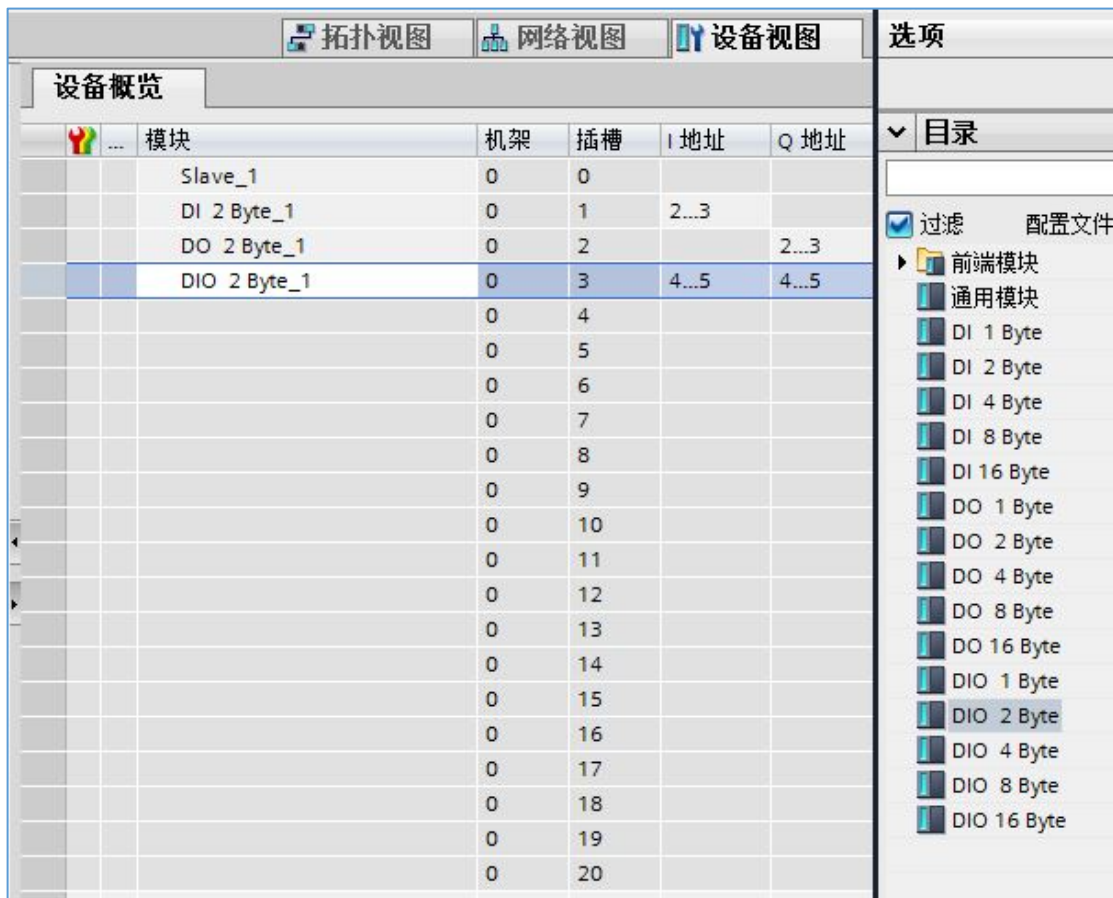 拓扑视图 网络视图 设备视图
设备概览
... 模块 机架 插槽 I 地址 Q 地址
Slave_1 0 0
DI 2 Byte_1 0 1 2...3
DO 2 Byte_1 0 2 2...3
DIO 2 Byte_1 0 3 4...5 4...5
0 4
0 5
0 6
0 7
0 8
0 9
0 10
0 11
0 12
0 13
0 14
0 15
0 16
0 17
0 18
0 19
0 20
选项
目录
过滤 配置文件
前端模块
通用模块
DI 1 Byte
DI 2 Byte
DI 4 Byte
DI 8 Byte
DI 16 Byte
DO 1 Byte
DO 2 Byte
DO 4 Byte
DO 8 Byte
DO 16 Byte
DIO 1 Byte
DIO 2 Byte
DIO 4 Byte
DIO 8 Byte
DIO 16 Byte